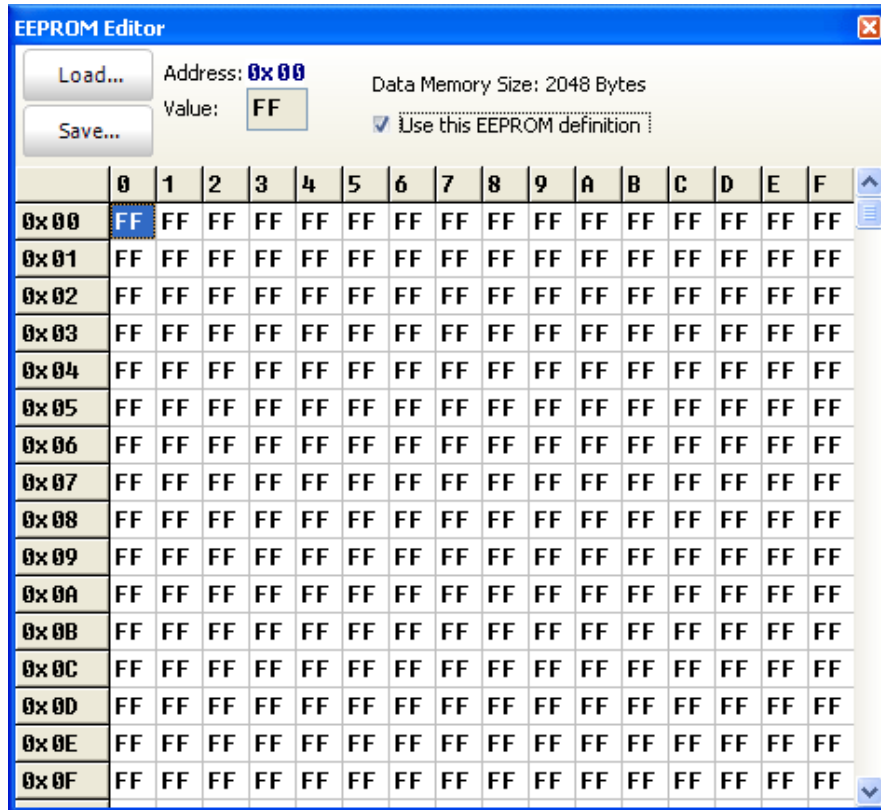 EEPROM Editor
Load... Address: 0x00 Data Memory Size: 2048 Bytes
Save... Value: FF Use this EEPROM definition
0 1 2 3 4 5 6 7 8 9 A B C D E F
0x00 FF FF FF FF FF FF FF FF FF FF FF FF FF FF FF FF
0x01 FF FF FF FF FF FF FF FF FF FF FF FF FF FF FF FF
0x02 FF FF FF FF FF FF FF FF FF FF FF FF FF FF FF FF
0x03 FF FF FF FF FF FF FF FF FF FF FF FF FF FF FF FF
0x04 FF FF FF FF FF FF FF FF FF FF FF FF FF FF FF FF
0x05 FF FF FF FF FF FF FF FF FF FF FF FF FF FF FF FF
0x06 FF FF FF FF FF FF FF FF FF FF FF FF FF FF FF FF
0x07 FF FF FF FF FF FF FF FF FF FF FF FF FF FF FF FF
0x08 FF FF FF FF FF FF FF FF FF FF FF FF FF FF FF FF
0x09 FF FF FF FF FF FF FF FF FF FF FF FF FF FF FF FF
0x0A FF FF FF FF FF FF FF FF FF FF FF FF FF FF FF FF
0x0B FF FF FF FF FF FF FF FF FF FF FF FF FF FF FF FF
0x0C FF FF FF FF FF FF FF FF FF FF FF FF FF FF FF FF
0x0D FF FF FF FF FF FF FF FF FF FF FF FF FF FF FF FF
0x0E FF FF FF FF FF FF FF FF FF FF FF FF FF FF FF FF
0x0F FF FF FF FF FF FF FF FF FF FF FF FF FF FF FF FF